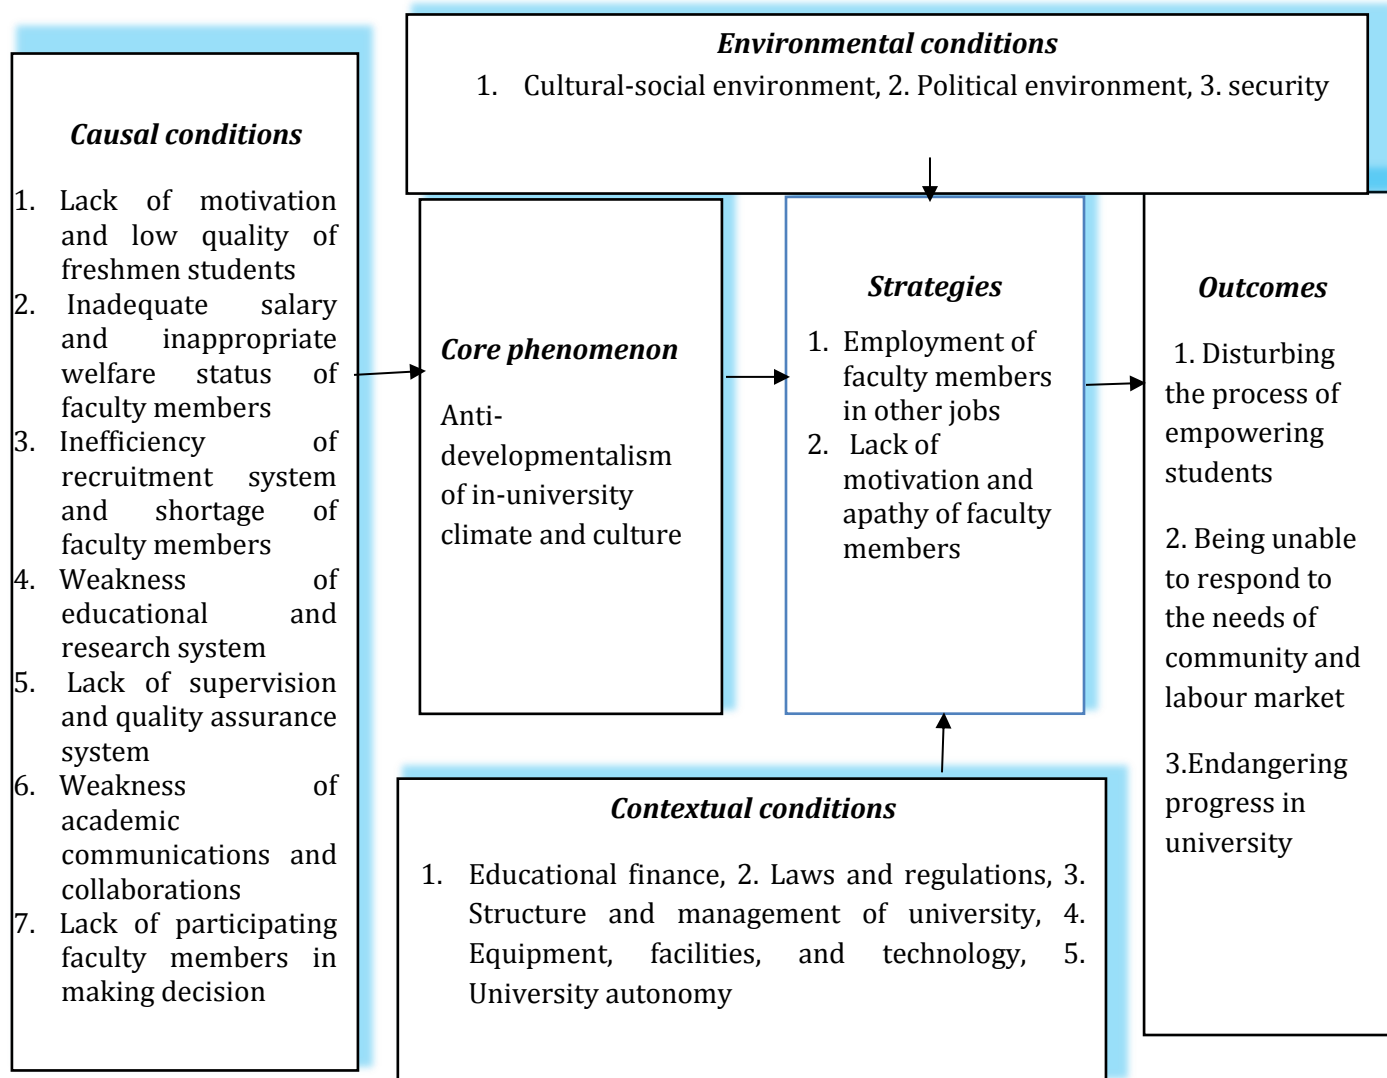 Environmental conditions
1. Cultural-social environment, 2. Political environment, 3. security
Causal conditions
1. Lack of motivation
and low quality of
freshmen students
2. Inadequate salary
and inappropriate
welfare status of
faculty members
3. Inefficiency of
recruitment system
and shortage of
faculty members
4. Weakness of
educational and
research system
5. Lack of supervision
and quality assurance
system
6. Weakness of
academic
communications and
collaborations
7. Lack of participating
faculty members in
making decision
Core phenomenon
Anti-
developmentalism
of in-university
climate and culture
Strategies
1. Employment of
faculty members
in other jobs
2. Lack of
motivation and
apathy of faculty
members
Outcomes
1. Disturbing
the process of
empowering
students
2. Being unable
to respond to
the needs of
community and
labour market
3.Endangering
progress in
university
Contextual conditions
1. Educational finance, 2. Laws and regulations, 3.
Structure and management of university, 4.
Equipment, facilities, and technology, 5.
University autonomy